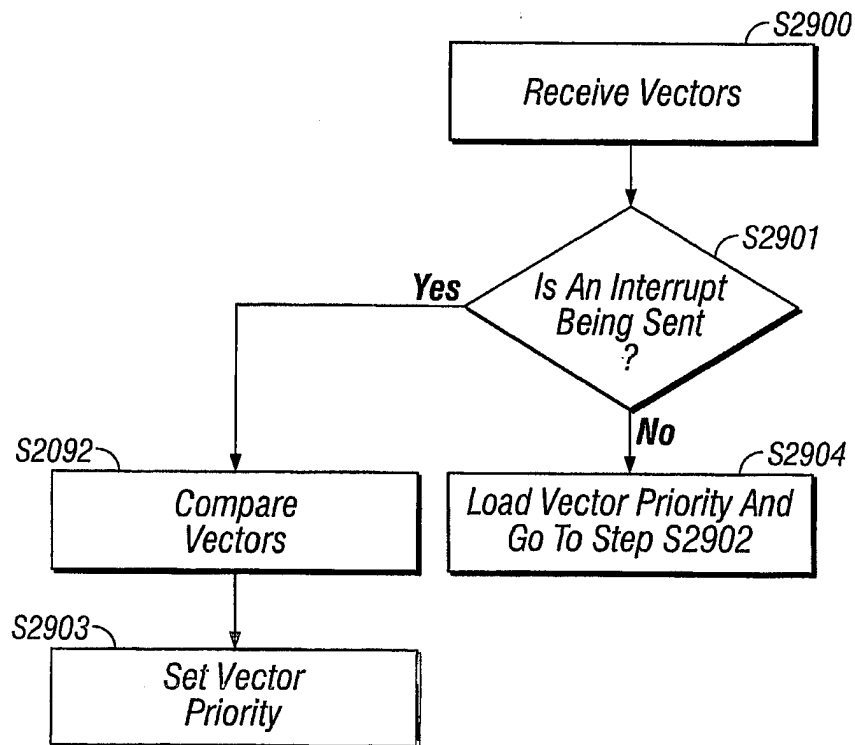 S2900
Receive Vectors
S2901
Is An Interrupt
Being Sent
?
Yes
No
S2092
Compare
Vectors
S2904
Load Vector Priority And
Go To Step S2902
S2903
Set Vector
Priority